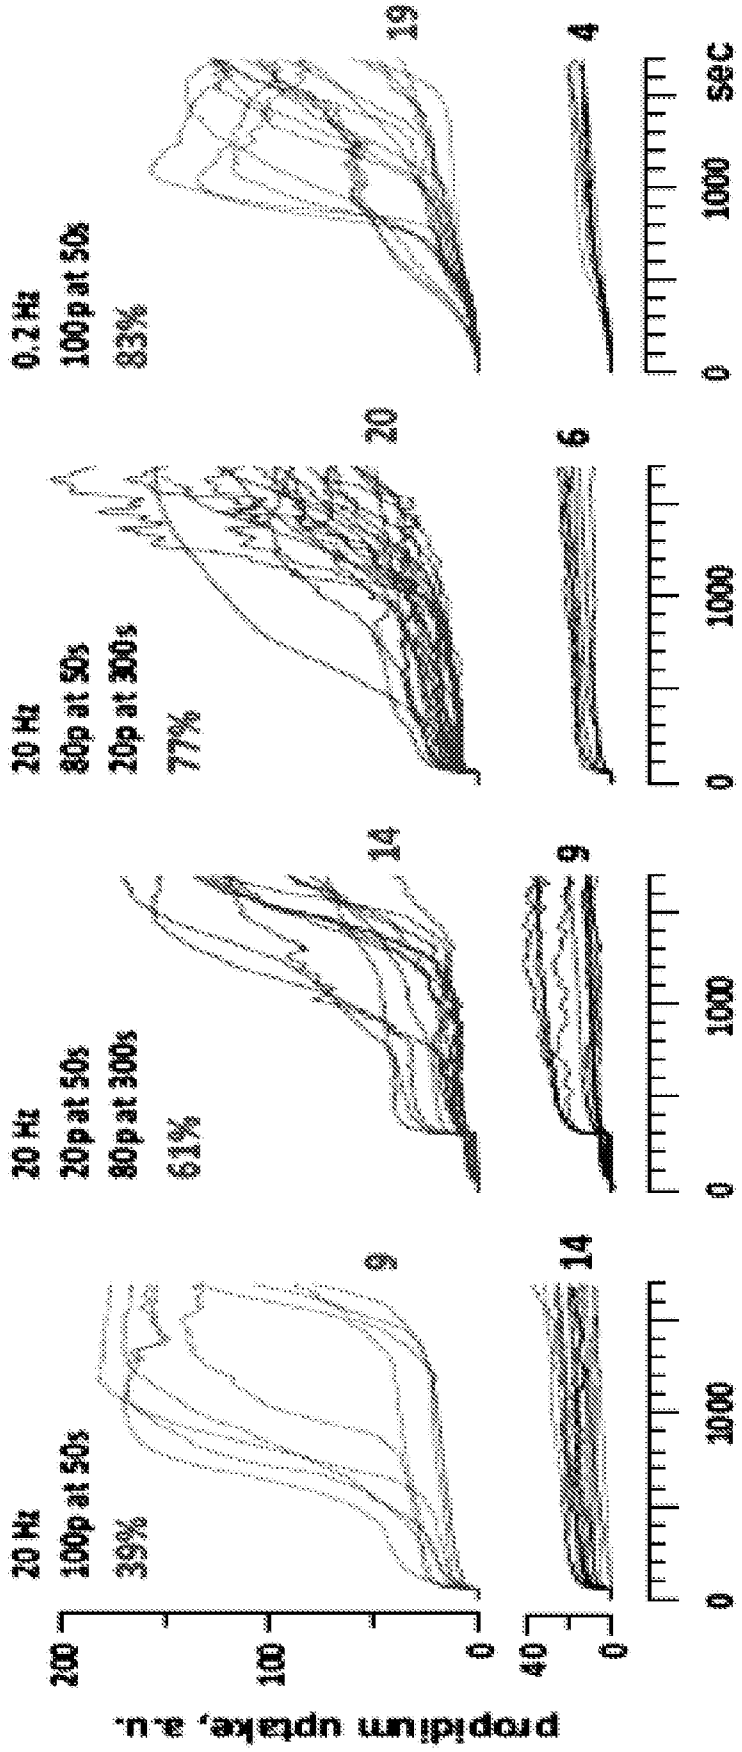 20 Hz
100p at 50s
39%
9
14
20 Hz
20p at 50s
80p at 300s
61%
14
9
20 Hz
80p at 50s
20p at 300s
77%
20
6
0.2 Hz
100p at 50s
83%
19
4
propidium uptake, a.u.
200
100
0
40
0
0
1000
0
1000
0
1000
0
1000
sec